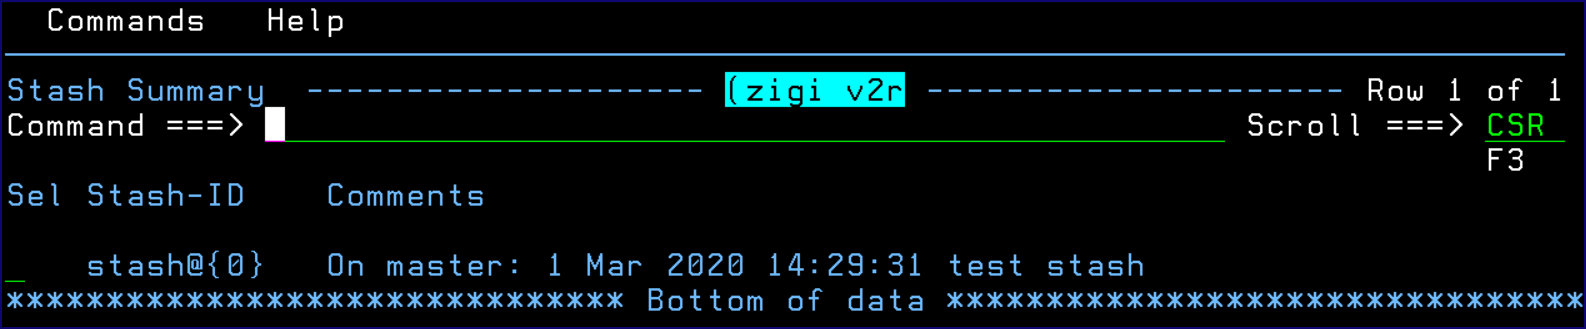 Commands Help
Stash Summary -------------------- (zigi v2r --------------------- Row 1 of 1
Command ===> Scroll ===> CSR
F3
Sel Stash-ID Comments
_ stash@{0} On master: 1 Mar 2020 14:29:31 test stash
******************************* Bottom of data ********************************